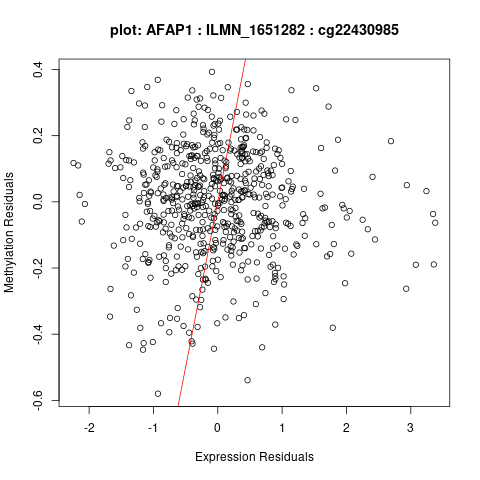 plot: AFAP1 : ILMN_1651282 : cg22430985
Methylation Residuals
0.4
0.2
0.0
-0.2
-0.4
-0.6
-2 -1 0 1 2 3
Expression Residuals